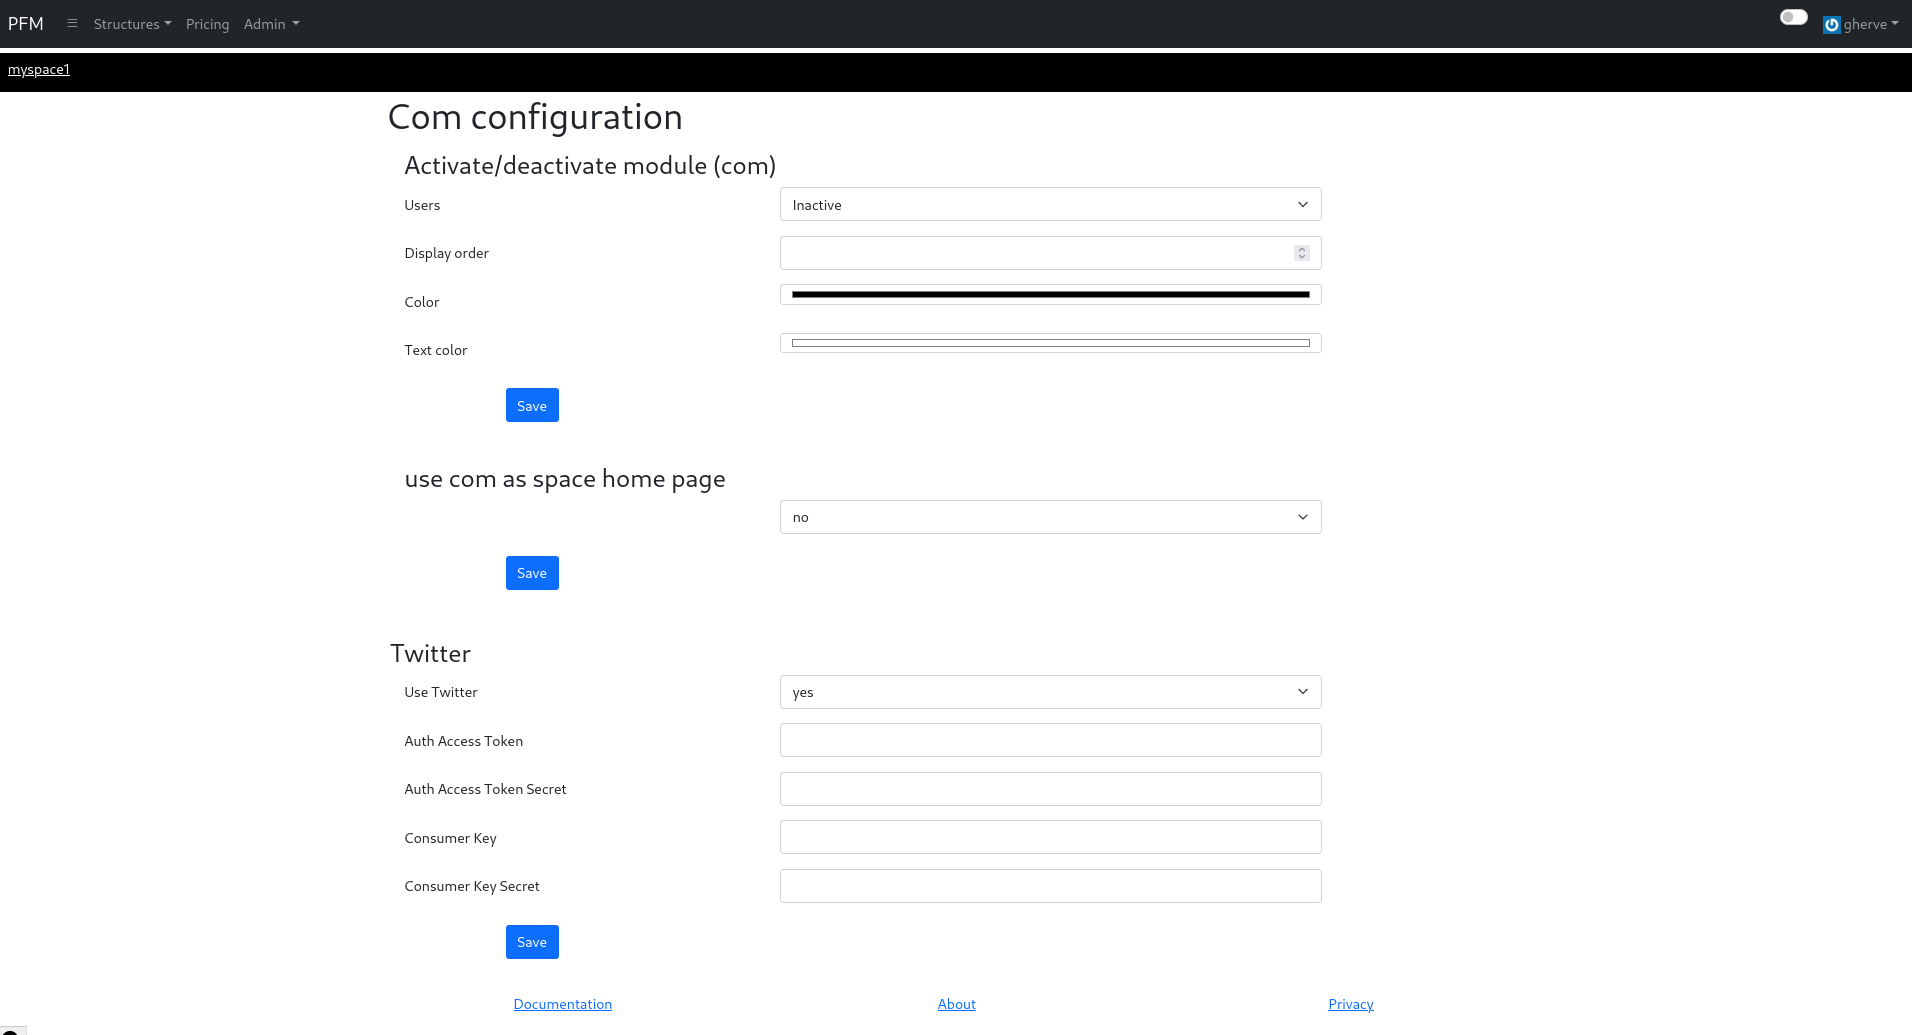 PFM Structures Pricing Admin gherve
myspace1
Com configuration
Activate/deactivate module (com)
Users Inactive
Display order
Color
Text color
Save
use com as space home page
no
Save
Twitter
Use Twitter yes
Auth Access Token
Auth Access Token Secret
Consumer Key
Consumer Key Secret
Save
Documentation About Privacy